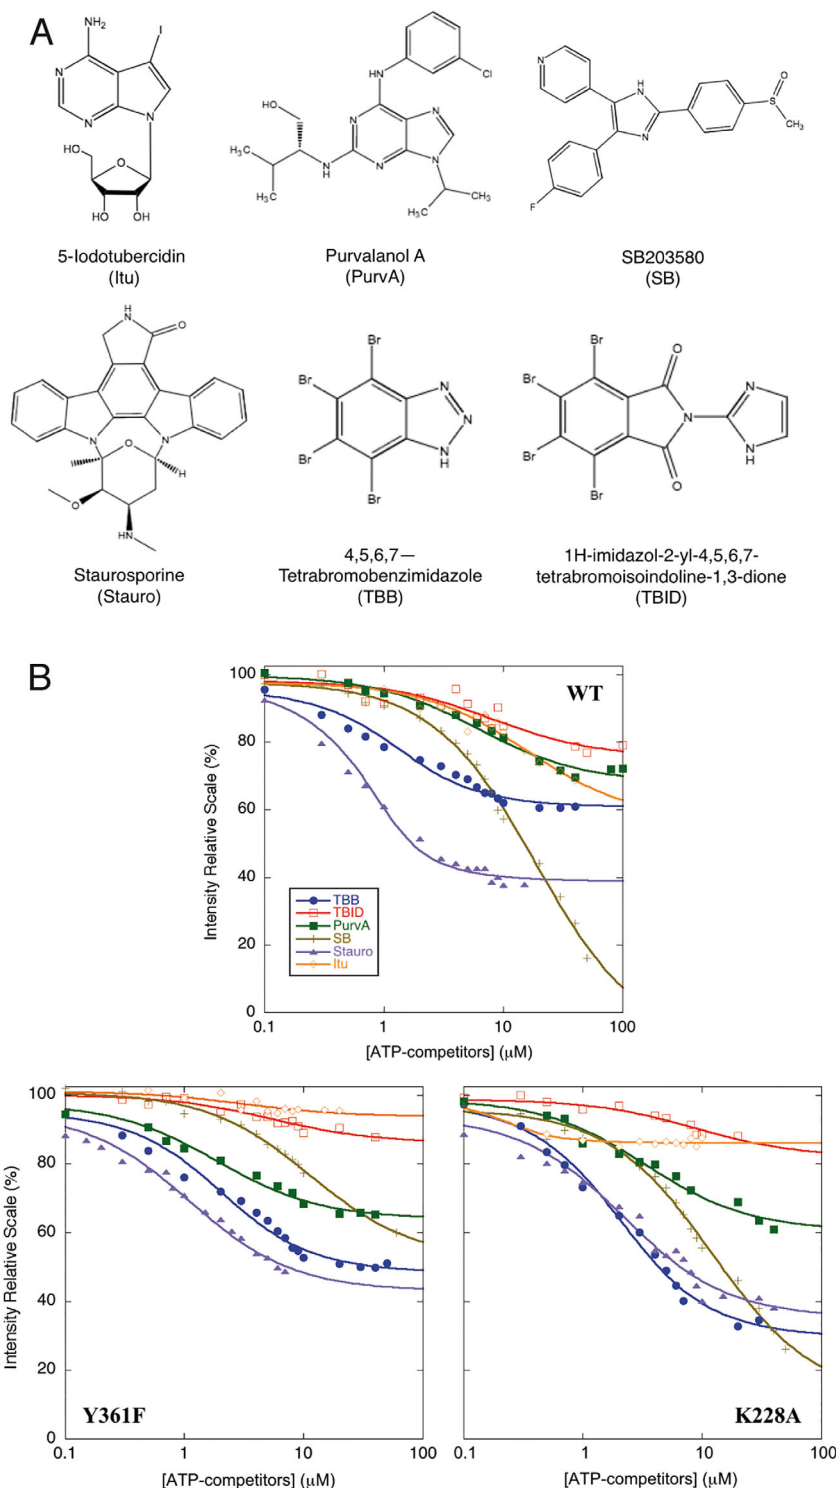 A
NH₂
I
N
N
N
HO
O
HO
OH
5-Iodotubercidin
(Itu)
Cl
HN
HO
N
N
N
N
H₃C
CH₃
N
H
CH₃
H₃C
Purvalanol A
(PurvA)
N
H
N
N
O
S
CH₃
F
SB203580
(SB)
H
N
O
N
O
N
H
O
HN
Staurosporine
(Stauro)
Br
Br
Br
Br
N
N
N
H
4,5,6,7—
Tetrabromobenzimidazole
(TBB)
Br
Br
Br
Br
O
O
N
N
N
H
1H-imidazol-2-yl-4,5,6,7-
tetrabromoisoindoline-1,3-dione
(TBID)
B
WT
Intensity Relative Scale (%)
100
80
60
40
20
0
TBB
TBID
PurvA
SB
Stauro
Itu
0.1 1 10 100
[ATP-competitors] (μM)
Intensity Relative Scale (%)
100
80
60
40
20
0
Y361F
0.1 1 10 100
[ATP-competitors] (μM)
100
80
60
40
20
0
K228A
0.1 1 10 100
[ATP-competitors] (μM)